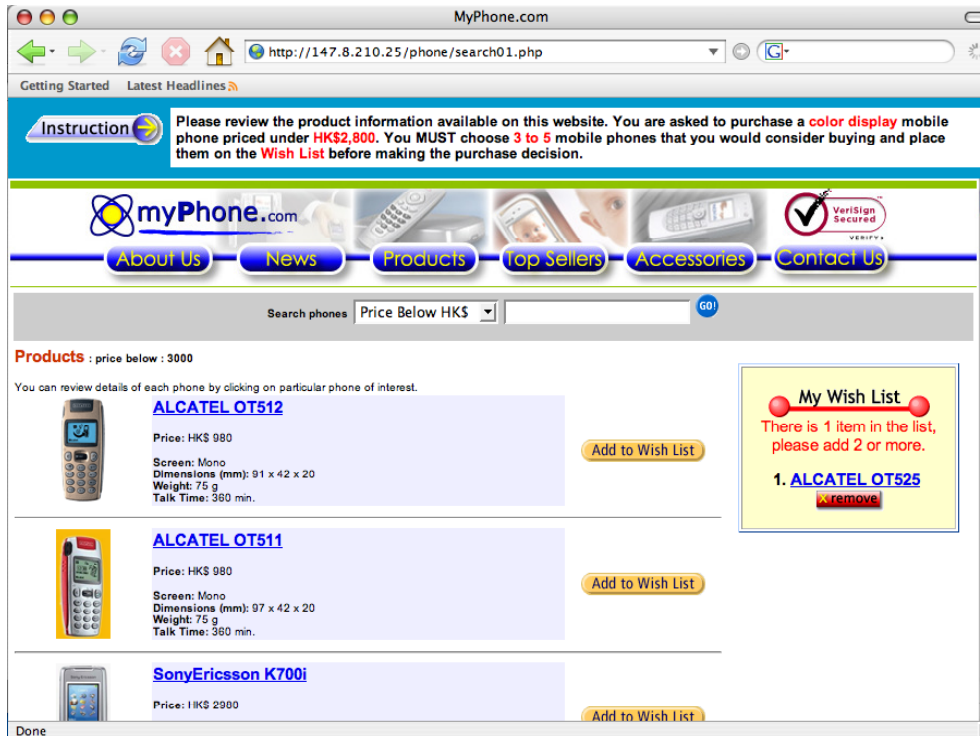 MyPhone.com
http://147.8.210.25/phone/search01.php
G
Getting Started Latest Headlines
Instruction
Please review the product information available on this website. You are asked to purchase a color display mobile
phone priced under HK$2,800. You MUST choose 3 to 5 mobile phones that you would consider buying and place
them on the Wish List before making the purchase decision.
myPhone.com
VeriSign
Secured
VERIFY
About Us News Products Top Sellers Accessories Contact Us
Search phones Price Below HK$ GO!
Products : price below : 3000
You can review details of each phone by clicking on particular phone of interest.
ALCATEL OT512
Price: HK$ 980
Screen: Mono
Dimensions (mm): 91 x 42 x 20
Weight: 75 g
Talk Time: 360 min.
Add to Wish List
ALCATEL OT511
Price: HK$ 980
Screen: Mono
Dimensions (mm): 97 x 42 x 20
Weight: 75 g
Talk Time: 360 min.
Add to Wish List
SonyEricsson K700i
Price: HK$ 2980
Add to Wish List
My Wish List
There is 1 item in the list,
please add 2 or more.
1. ALCATEL OT525
x remove
Done